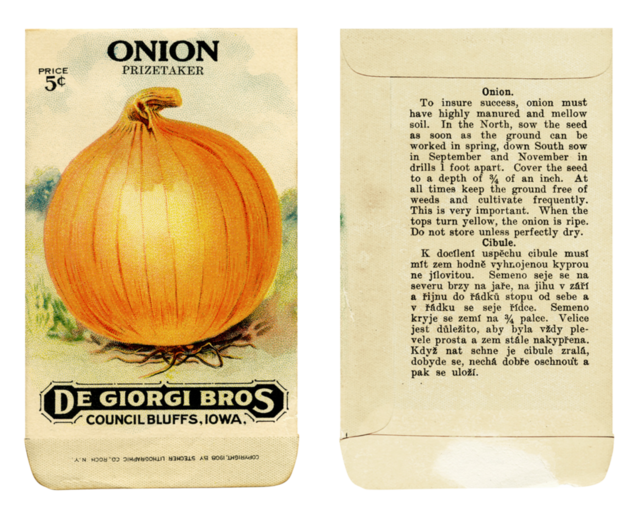 ONION
PRIZETAKER
PRICE
5¢
DE GIORGI BROS
COUNCIL BLUFFS, IOWA.
COPYRIGHT, 1908 BY STECHER LITHOGRAPHIC CO., ROCH. N.Y.
Onion.
To insure success, onion must
have highly manured and mellow
soil. In the North, sow the seed
as soon as the ground can be
worked in spring, down South sow
in September and November in
drills 1 foot apart. Cover the seed
to a depth of ¾ of an inch. At
all times keep the ground free of
weeds and cultivate frequently.
This is very important. When the
tops turn yellow, the onion is ripe.
Do not store unless perfectly dry.
Cibule.
K docílení uspěchu cibule musí
mít zem hodně vyhnojenou kyprou
ne jílovitou. Semeno seje se na
severu brzy na jaře, na jihu v září
a říjnu do řádků stopu od sebe a
v řádku se seje řídce. Semeno
kryje se zemí na ¾ palce. Velice
jest důležito, aby byla vždy ple-
vele prosta a zem stále nakypřena.
Když nat schne je cibule zralá,
dobyde se, nechá dobře oschnouť a
pak se uloží.